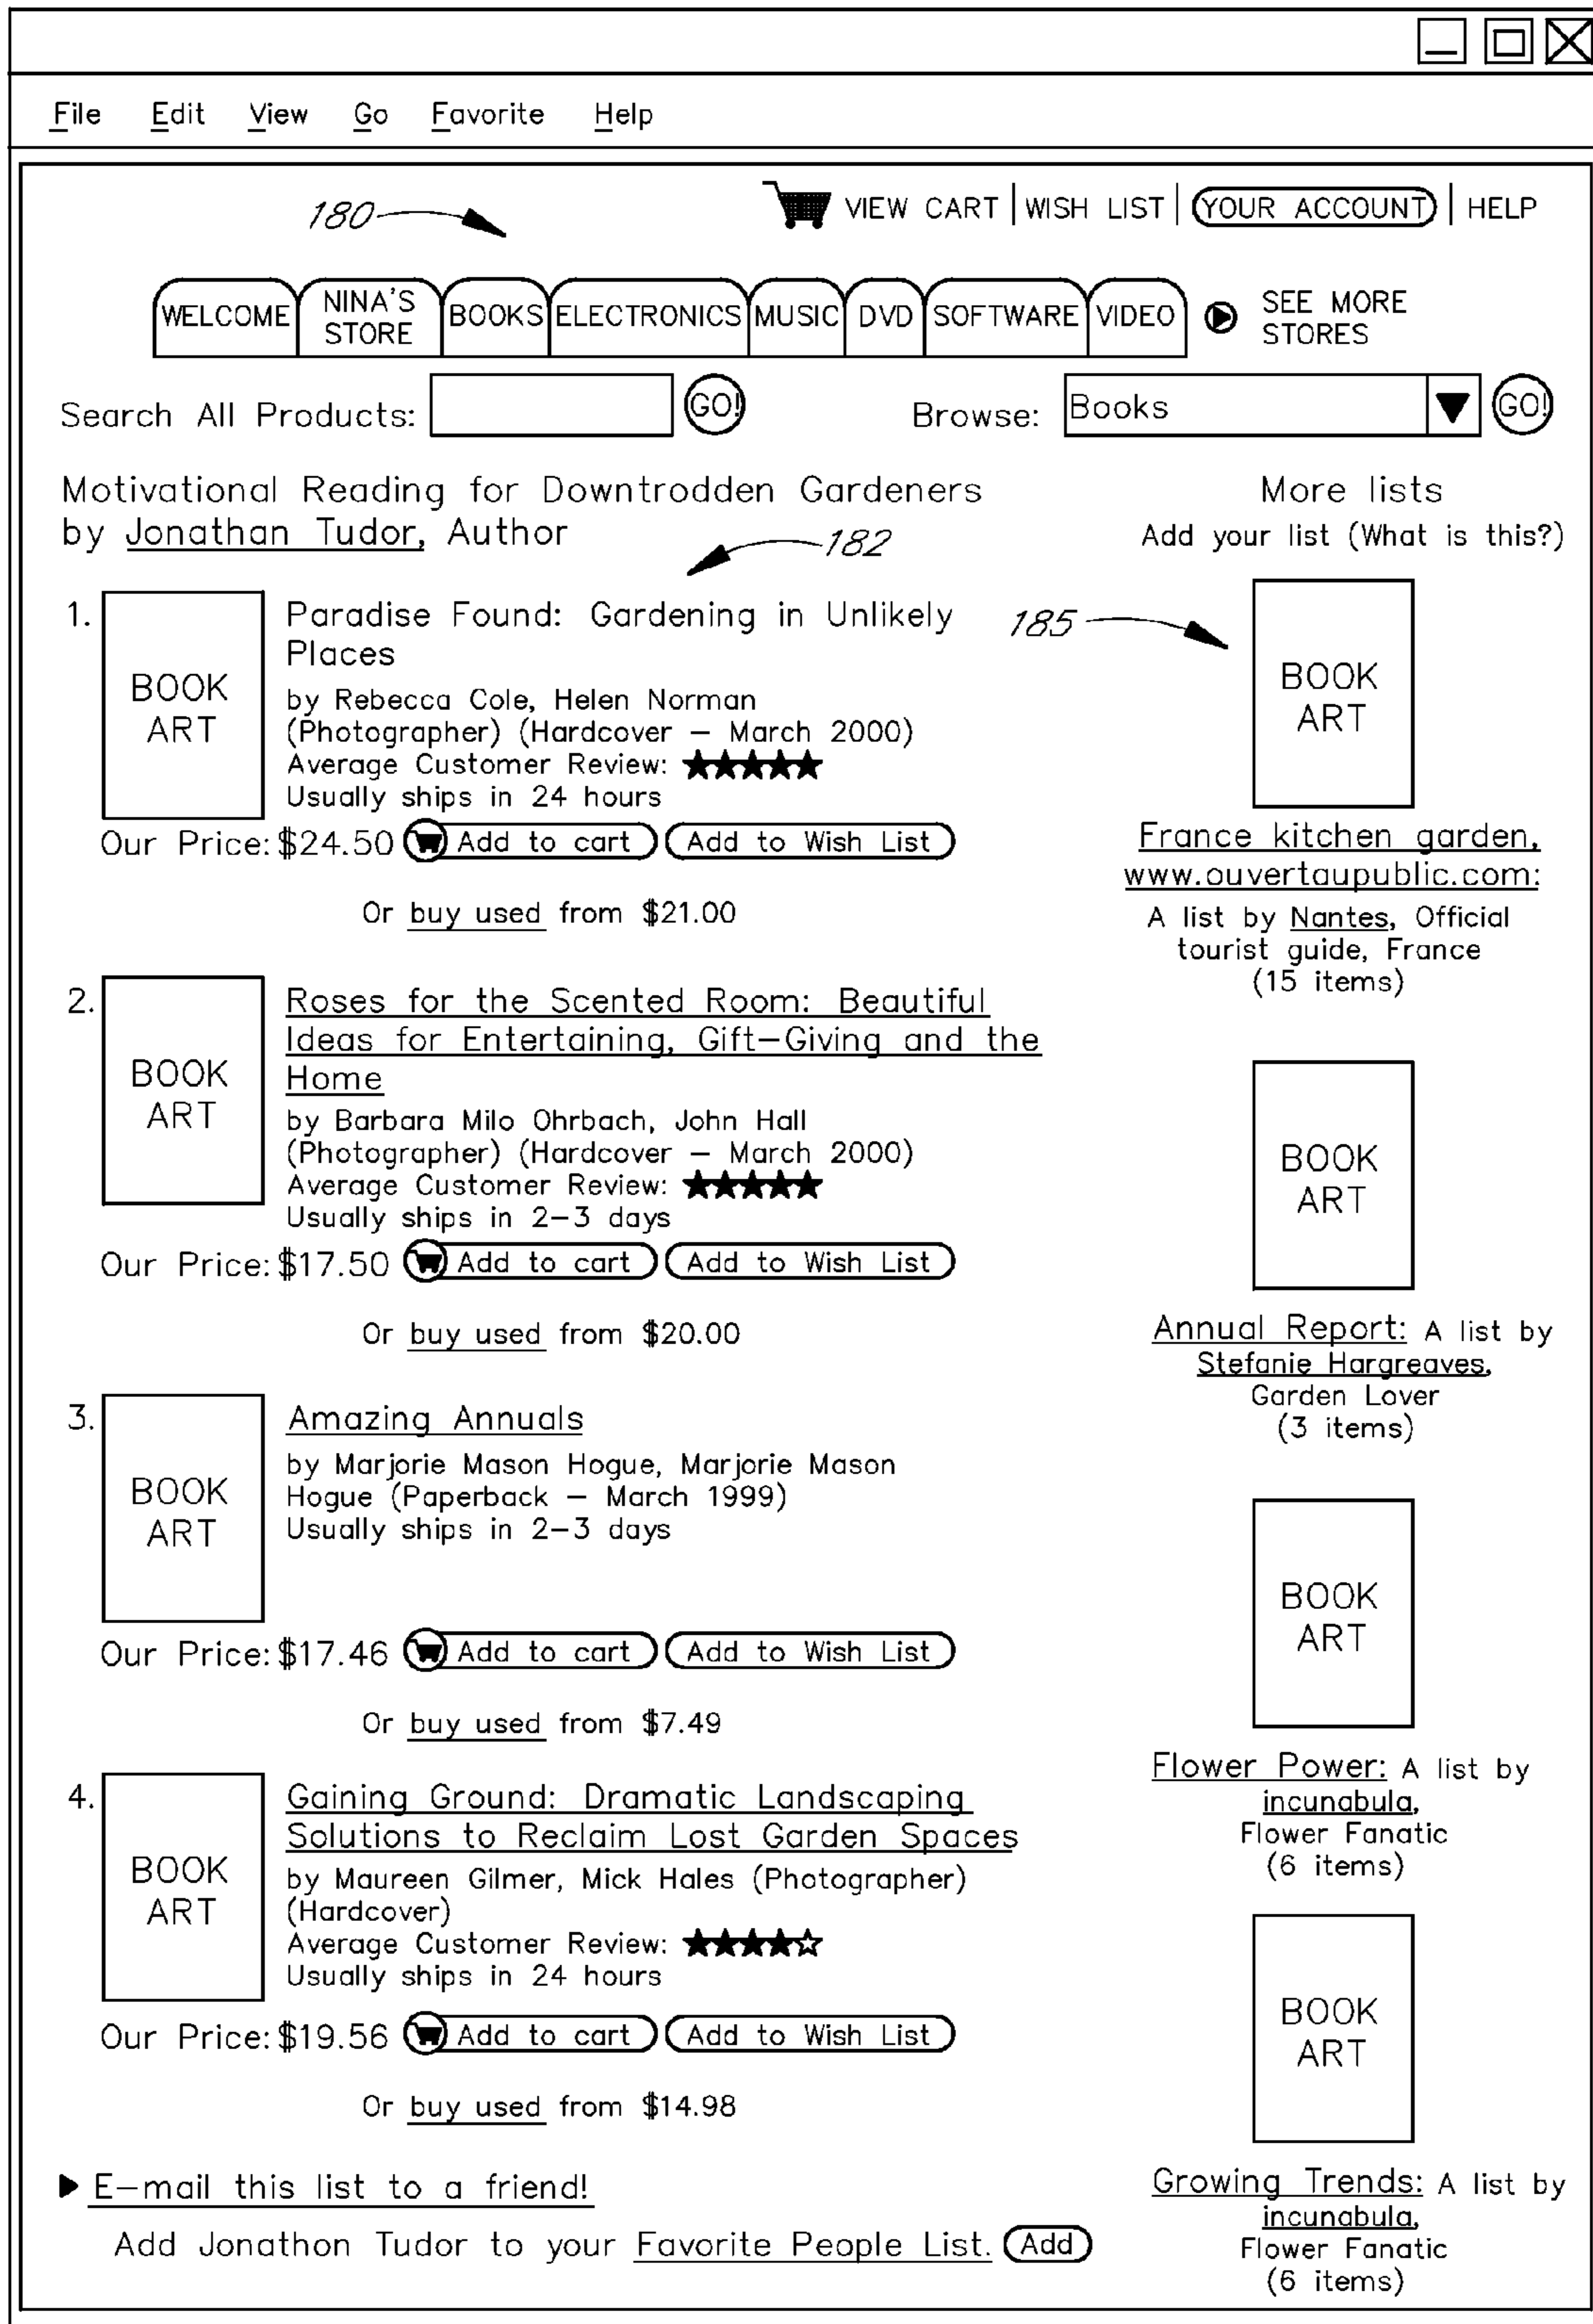 File Edit View Go Favorite Help
180
VIEW CART | WISH LIST | YOUR ACCOUNT | HELP
WELCOME NINA'S STORE BOOKS ELECTRONICS MUSIC DVD SOFTWARE VIDEO SEE MORE STORES
Search All Products: GO! Browse: Books GO!
Motivational Reading for Downtrodden Gardeners
by Jonathan Tudor, Author
182
1.
BOOK
ART
Paradise Found: Gardening in Unlikely
Places
by Rebecca Cole, Helen Norman
(Photographer) (Hardcover – March 2000)
Average Customer Review: ★★★★★
Usually ships in 24 hours
Our Price: $24.50 Add to cart Add to Wish List
Or buy used from $21.00
2.
BOOK
ART
Roses for the Scented Room: Beautiful
Ideas for Entertaining, Gift–Giving and the
Home
by Barbara Milo Ohrbach, John Hall
(Photographer) (Hardcover – March 2000)
Average Customer Review: ★★★★★
Usually ships in 2–3 days
Our Price: $17.50 Add to cart Add to Wish List
Or buy used from $20.00
3.
BOOK
ART
Amazing Annuals
by Marjorie Mason Hogue, Marjorie Mason
Hogue (Paperback – March 1999)
Usually ships in 2–3 days
Our Price: $17.46 Add to cart Add to Wish List
Or buy used from $7.49
4.
BOOK
ART
Gaining Ground: Dramatic Landscaping
Solutions to Reclaim Lost Garden Spaces
by Maureen Gilmer, Mick Hales (Photographer)
(Hardcover)
Average Customer Review: ★★★★☆
Usually ships in 24 hours
Our Price: $19.56 Add to cart Add to Wish List
Or buy used from $14.98
E–mail this list to a friend!
Add Jonathon Tudor to your Favorite People List. Add
More lists
Add your list (What is this?)
185
BOOK
ART
France kitchen garden,
www.ouvertaupublic.com:
A list by Nantes, Official
tourist guide, France
(15 items)
BOOK
ART
Annual Report: A list by
Stefanie Hargreaves,
Garden Lover
(3 items)
BOOK
ART
Flower Power: A list by
incunabula,
Flower Fanatic
(6 items)
BOOK
ART
Growing Trends: A list by
incunabula,
Flower Fanatic
(6 items)